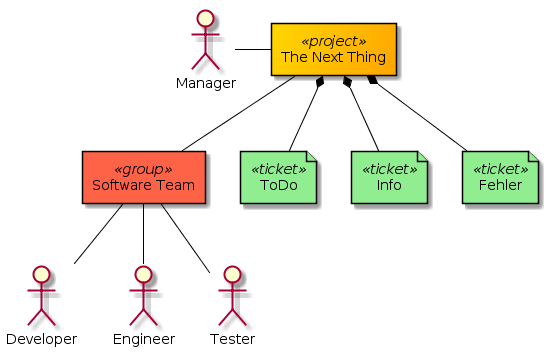 «project»
The Next Thing
Manager
«group»
Software Team
«ticket»
ToDo
«ticket»
Info
«ticket»
Fehler
Developer
Engineer
Tester